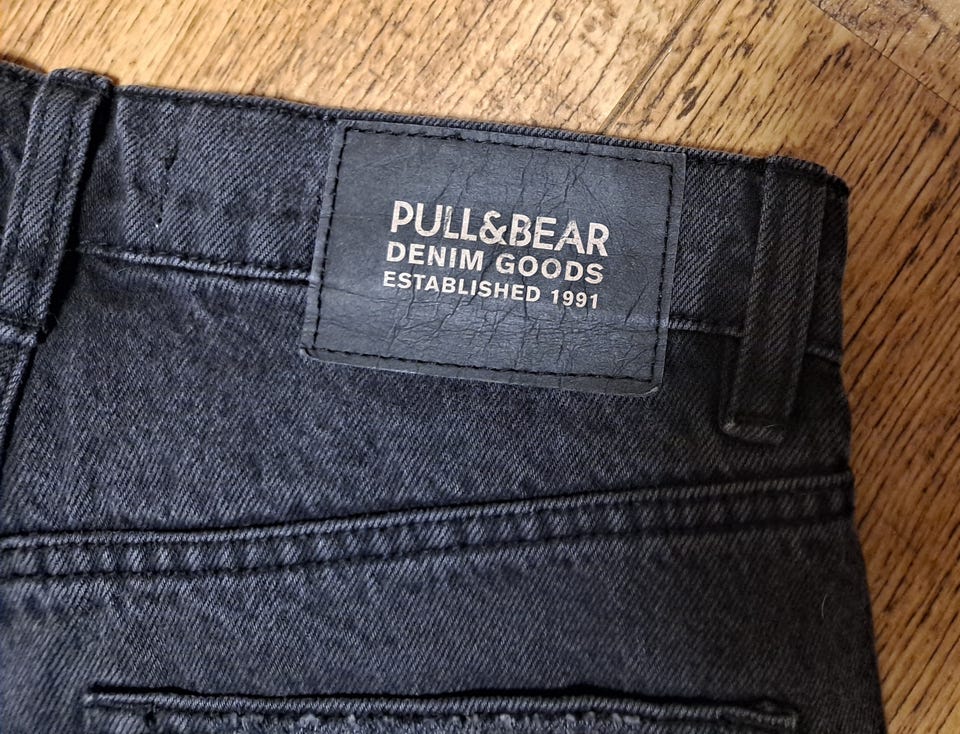 PULL&BEAR
DENIM GOODS
ESTABLISHED 1991